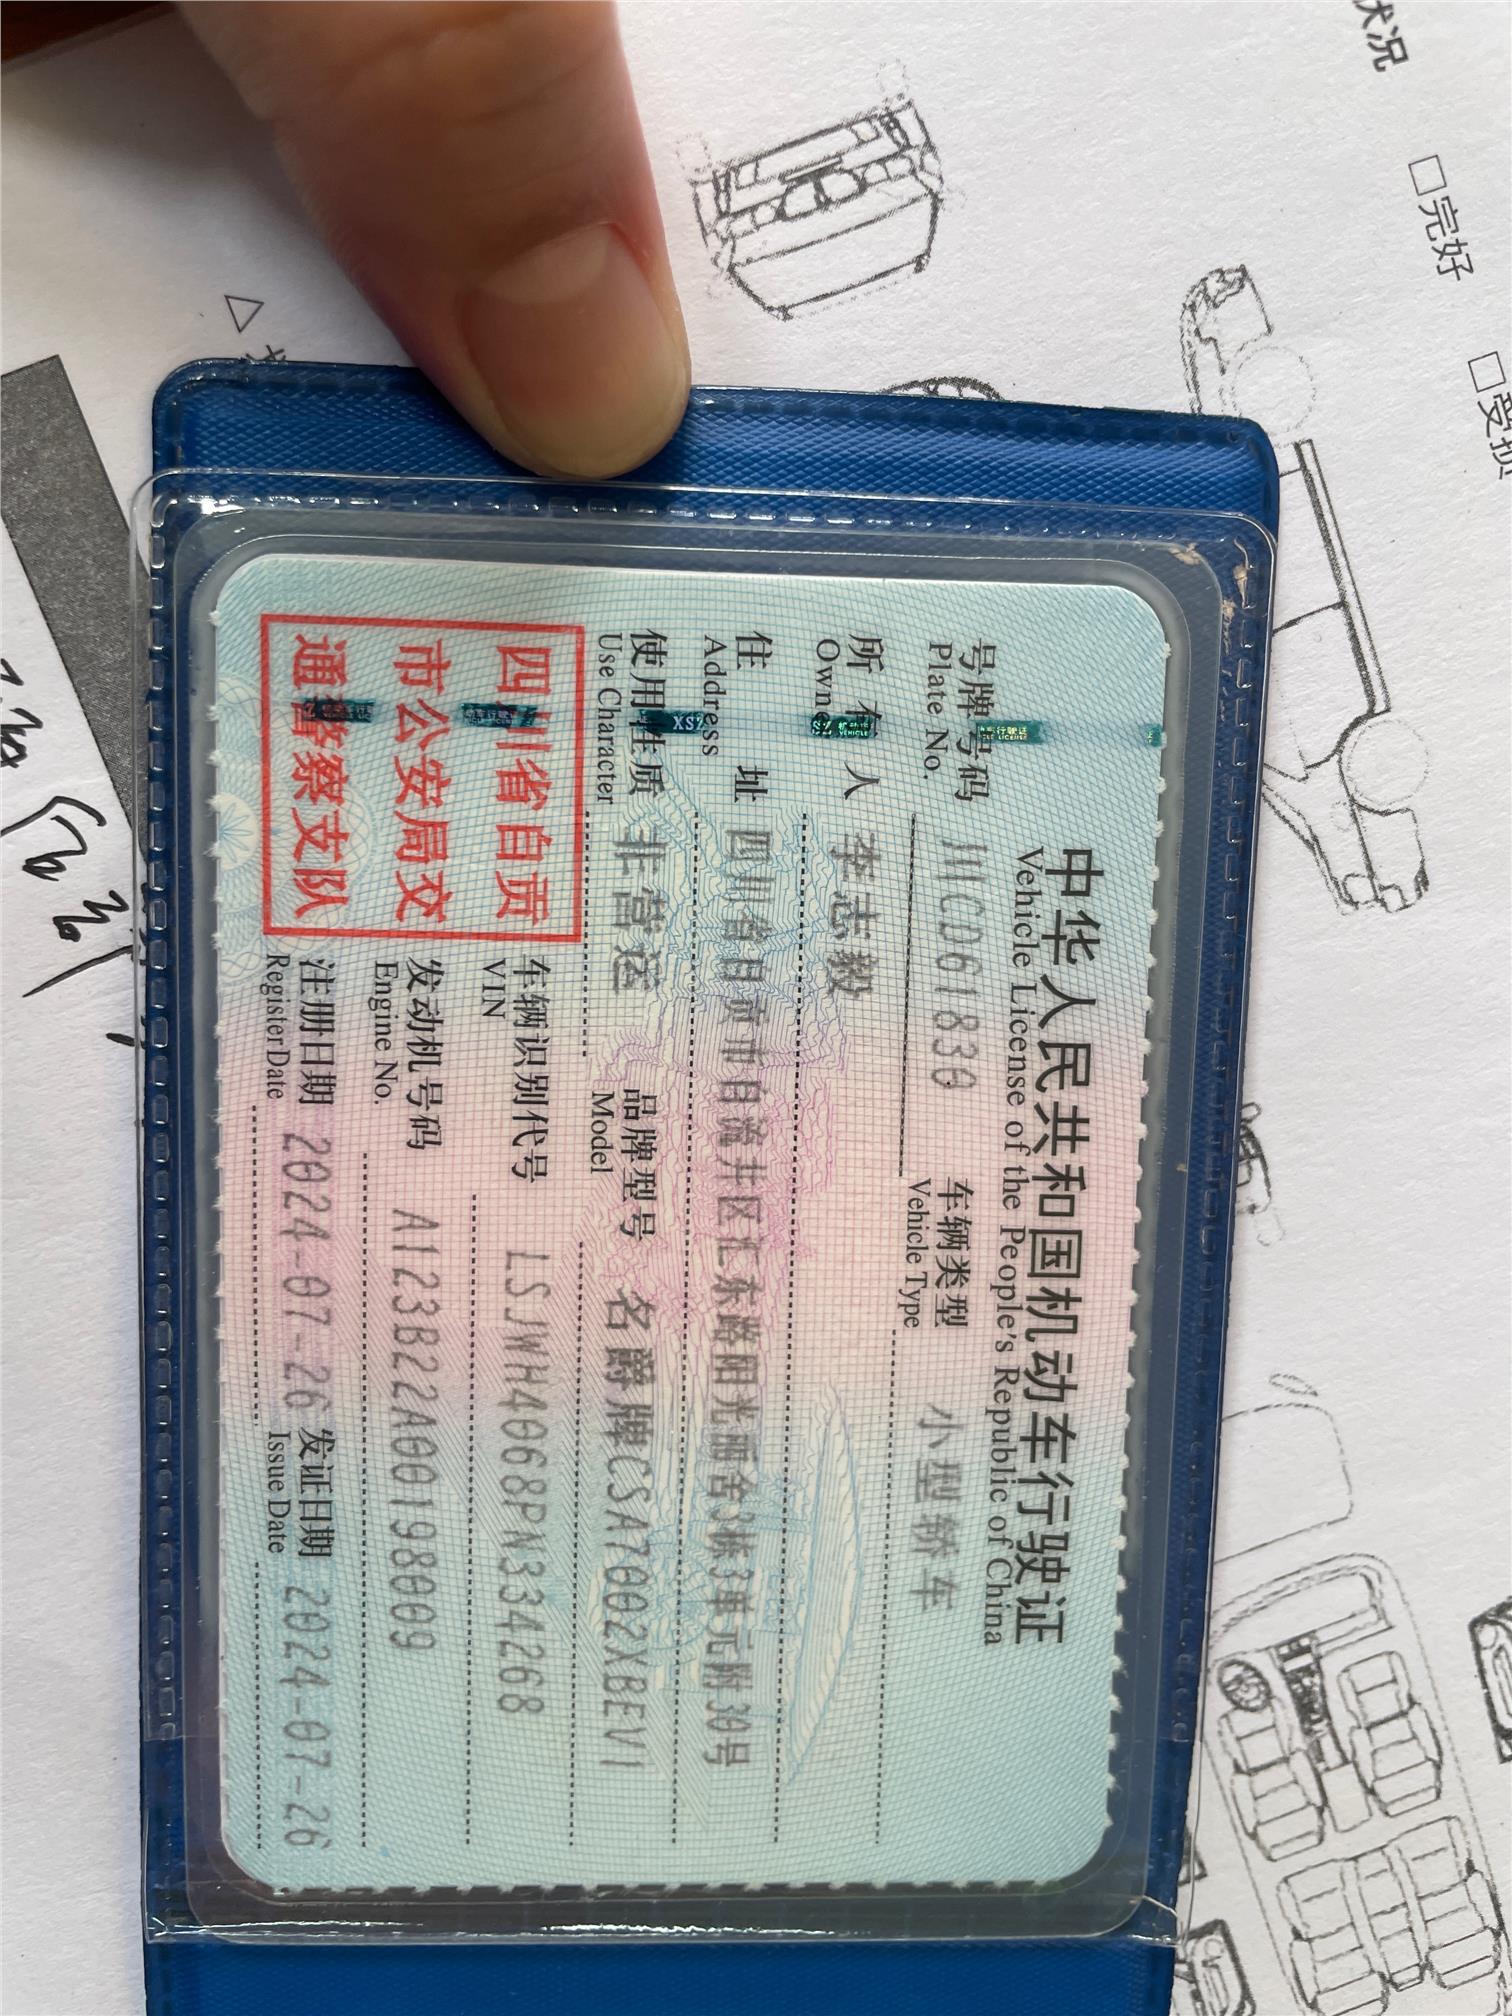 中华人民共和国机动车行驶证
Vehicle License of the People's Republic of China
号牌号码 川CD61830 车辆类型 小型轿车
Plate No. Vehicle Type
所有人 李志毅
Owner
住址 四川省自贡市自流井区汇东路阳光丽舍3栋3单元附30号
Address
使用性质 非营运 品牌型号 名爵牌CSA7002XBEV1
Use Character Model
四川省自贡
市公安局交
通警察支队
车辆识别代号 LSJWH4068PN334268
VIN
发动机号码 A123B22A00198009
Engine No.
注册日期 2024-07-26 发证日期 2024-07-26
Register Date Issue Date
状况
□完好
□受损